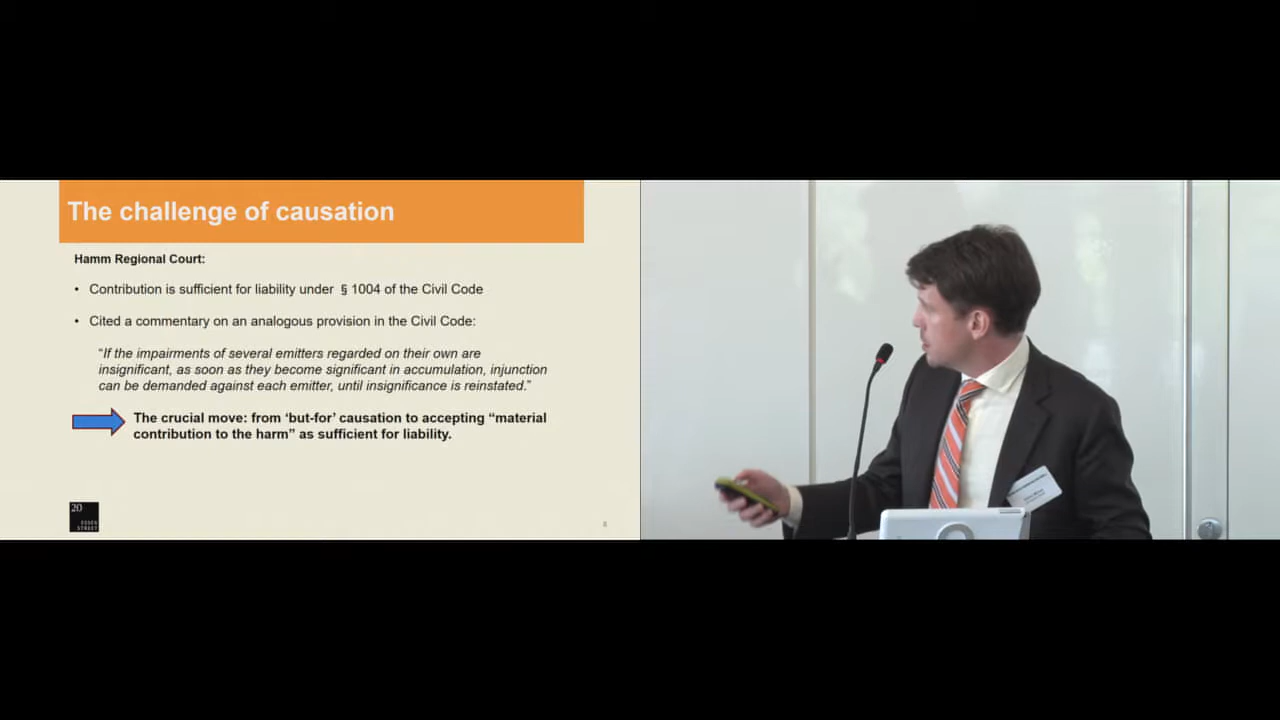 The challenge of causation
Hamm Regional Court:
• Contribution is sufficient for liability under § 1004 of the Civil Code
• Cited a commentary on an analogous provision in the Civil Code:
“If the impairments of several emitters regarded on their own are
insignificant, as soon as they become significant in accumulation, injunction
can be demanded against each emitter, until insignificance is reinstated.”
The crucial move: from ‘but-for’ causation to accepting “material
contribution to the harm” as sufficient for liability.
20
ESSEX
STREET
8